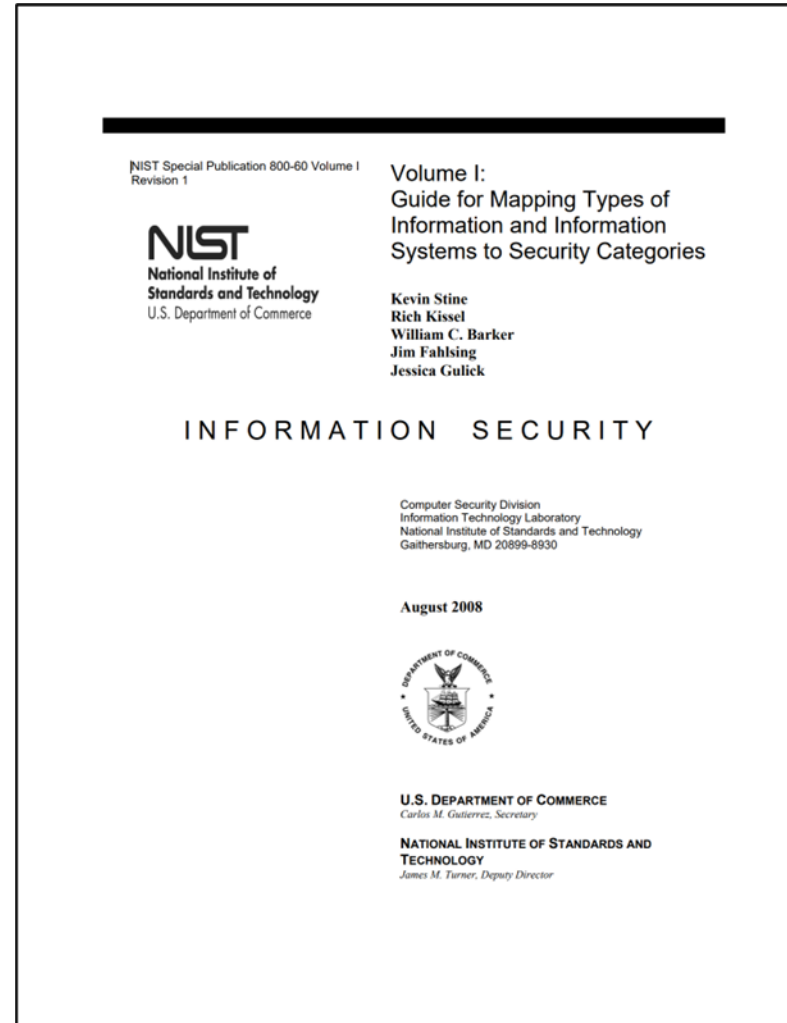 NIST Special Publication 800-60 Volume I
Revision 1
NIST
National Institute of
Standards and Technology
U.S. Department of Commerce
Volume I:
Guide for Mapping Types of
Information and Information
Systems to Security Categories
Kevin Stine
Rich Kissel
William C. Barker
Jim Fahlsing
Jessica Gulick
INFORMATION SECURITY
Computer Security Division
Information Technology Laboratory
National Institute of Standards and Technology
Gaithersburg, MD 20899-8930
August 2008
DEPARTMENT OF COMMERCE
UNITED STATES OF AMERICA
U.S. DEPARTMENT OF COMMERCE
Carlos M. Gutierrez, Secretary
NATIONAL INSTITUTE OF STANDARDS AND
TECHNOLOGY
James M. Turner, Deputy Director